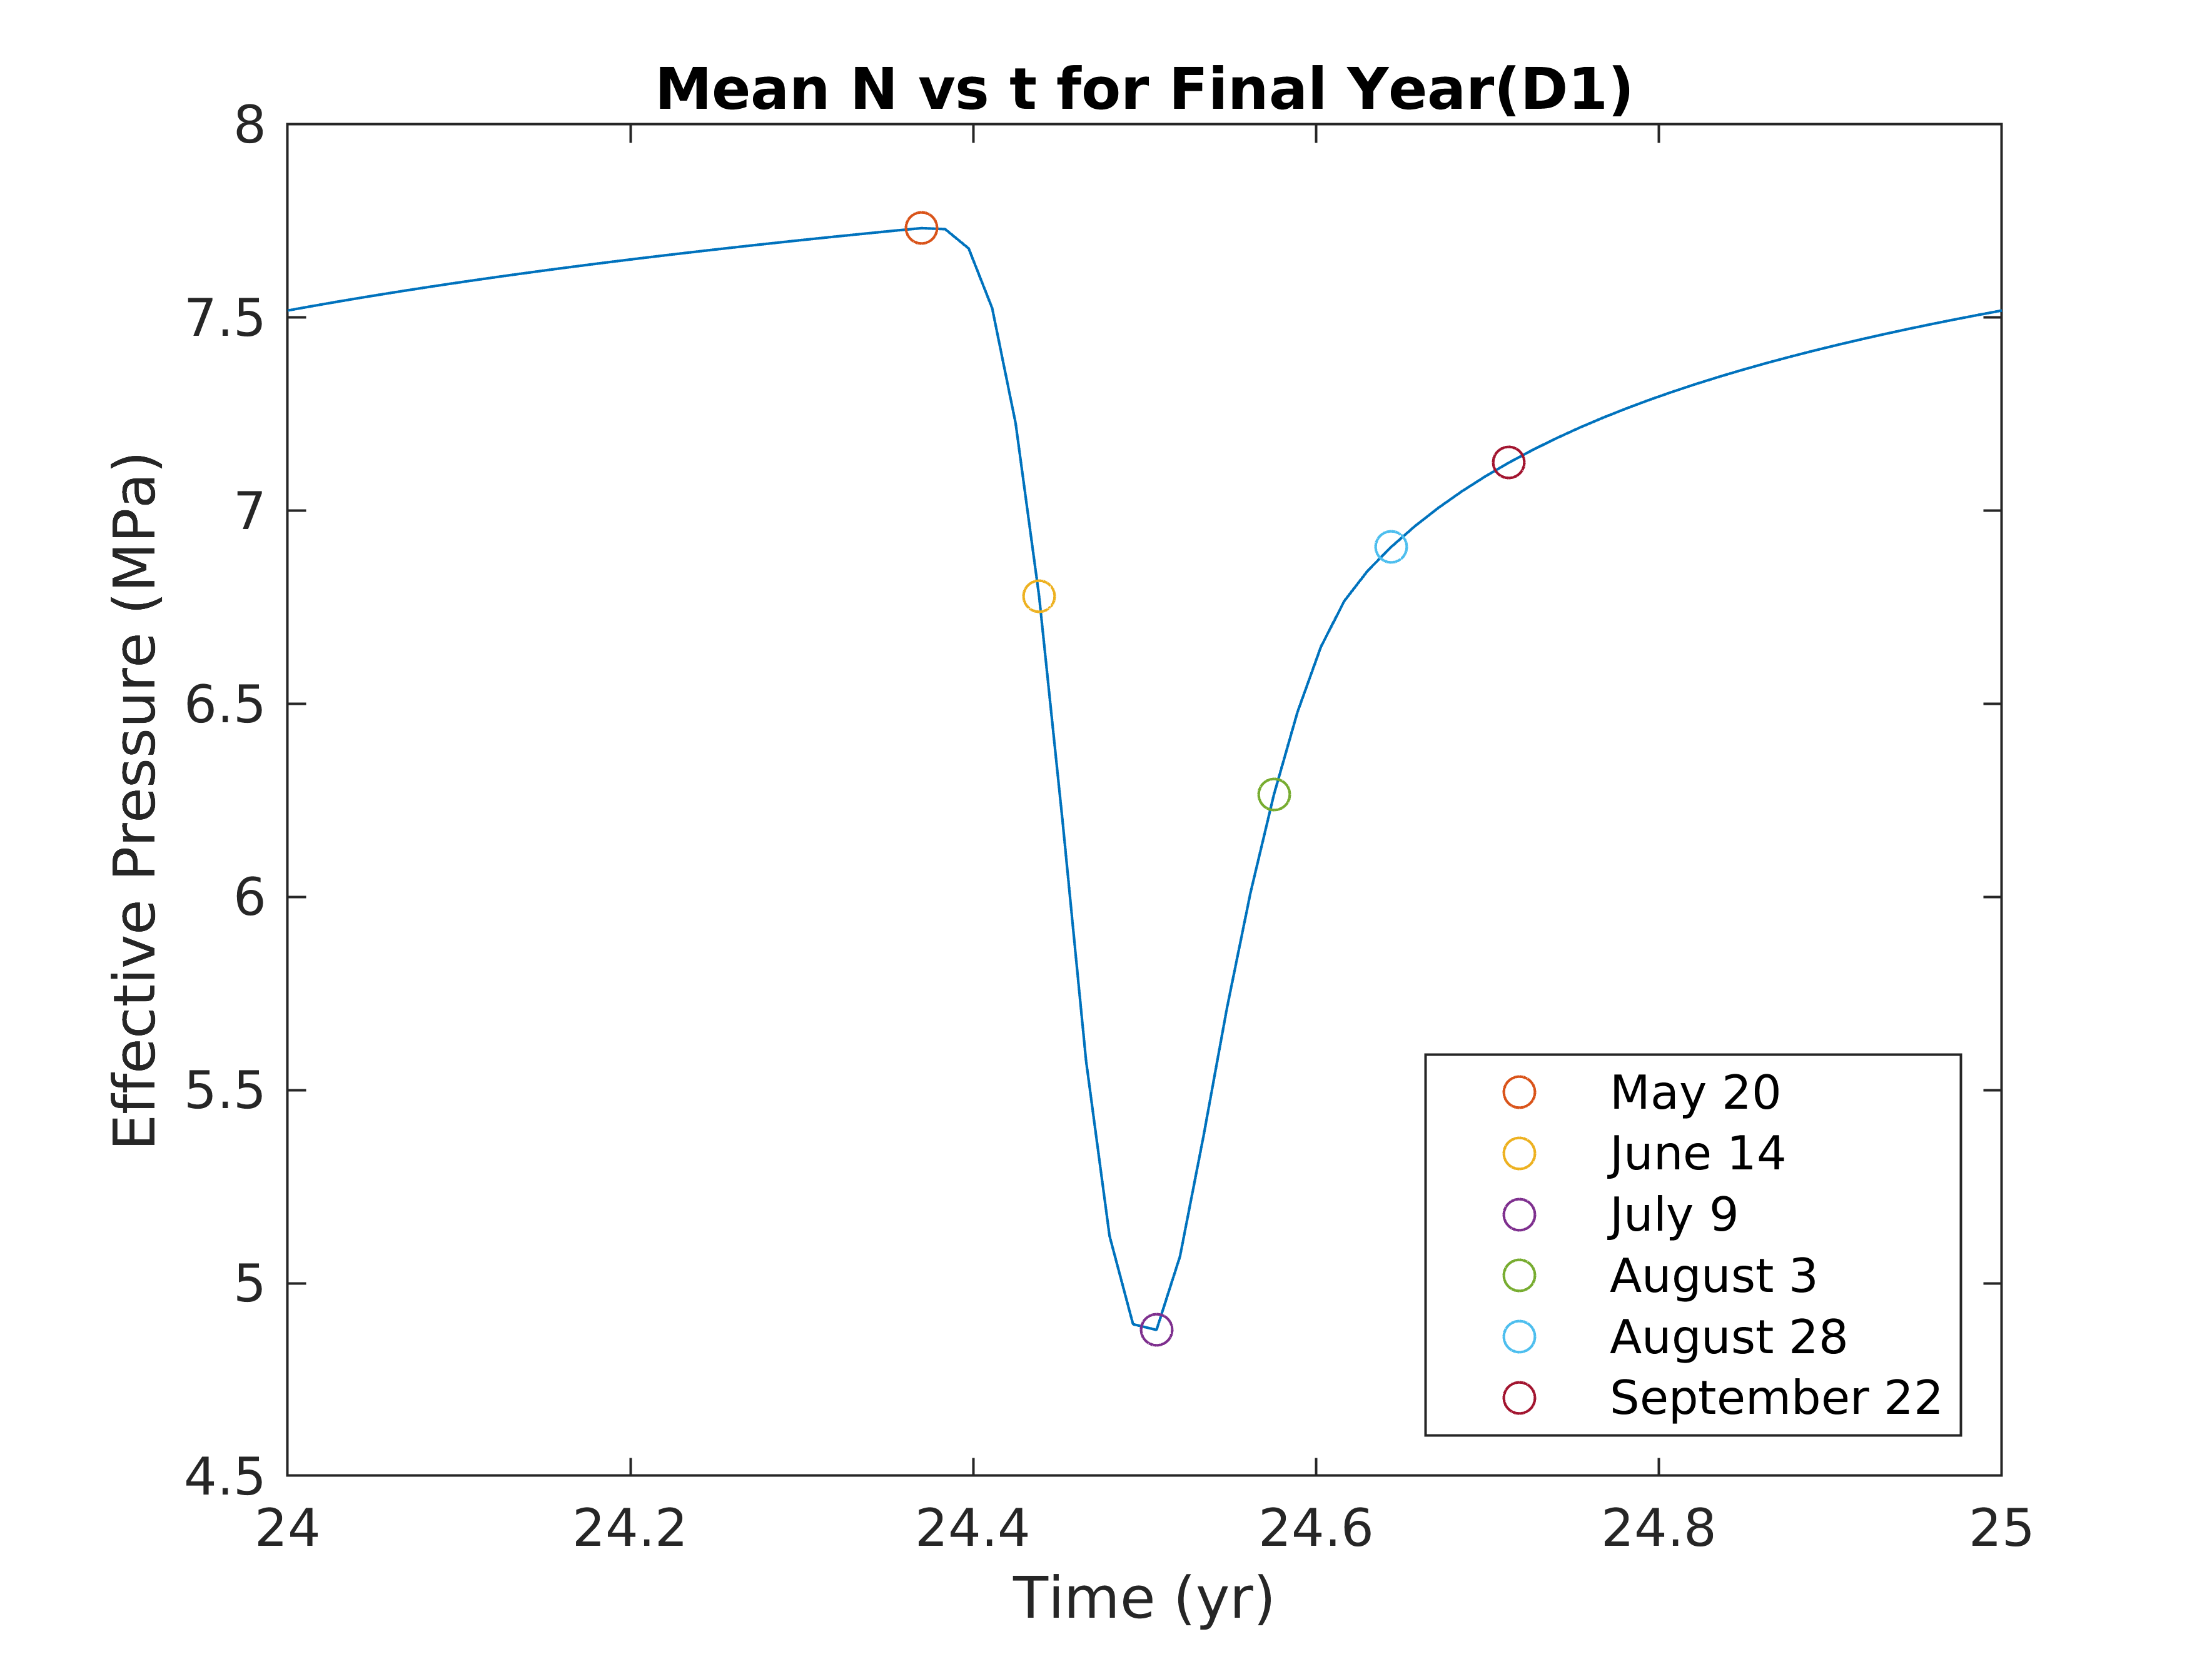 Mean N vs t for Final Year(D1)
Effective Pressure (MPa)
8
7.5
7
6.5
6
5.5
5
4.5
24
24.2
24.4
24.6
24.8
25
Time (yr)
May 20
June 14
July 9
August 3
August 28
September 22